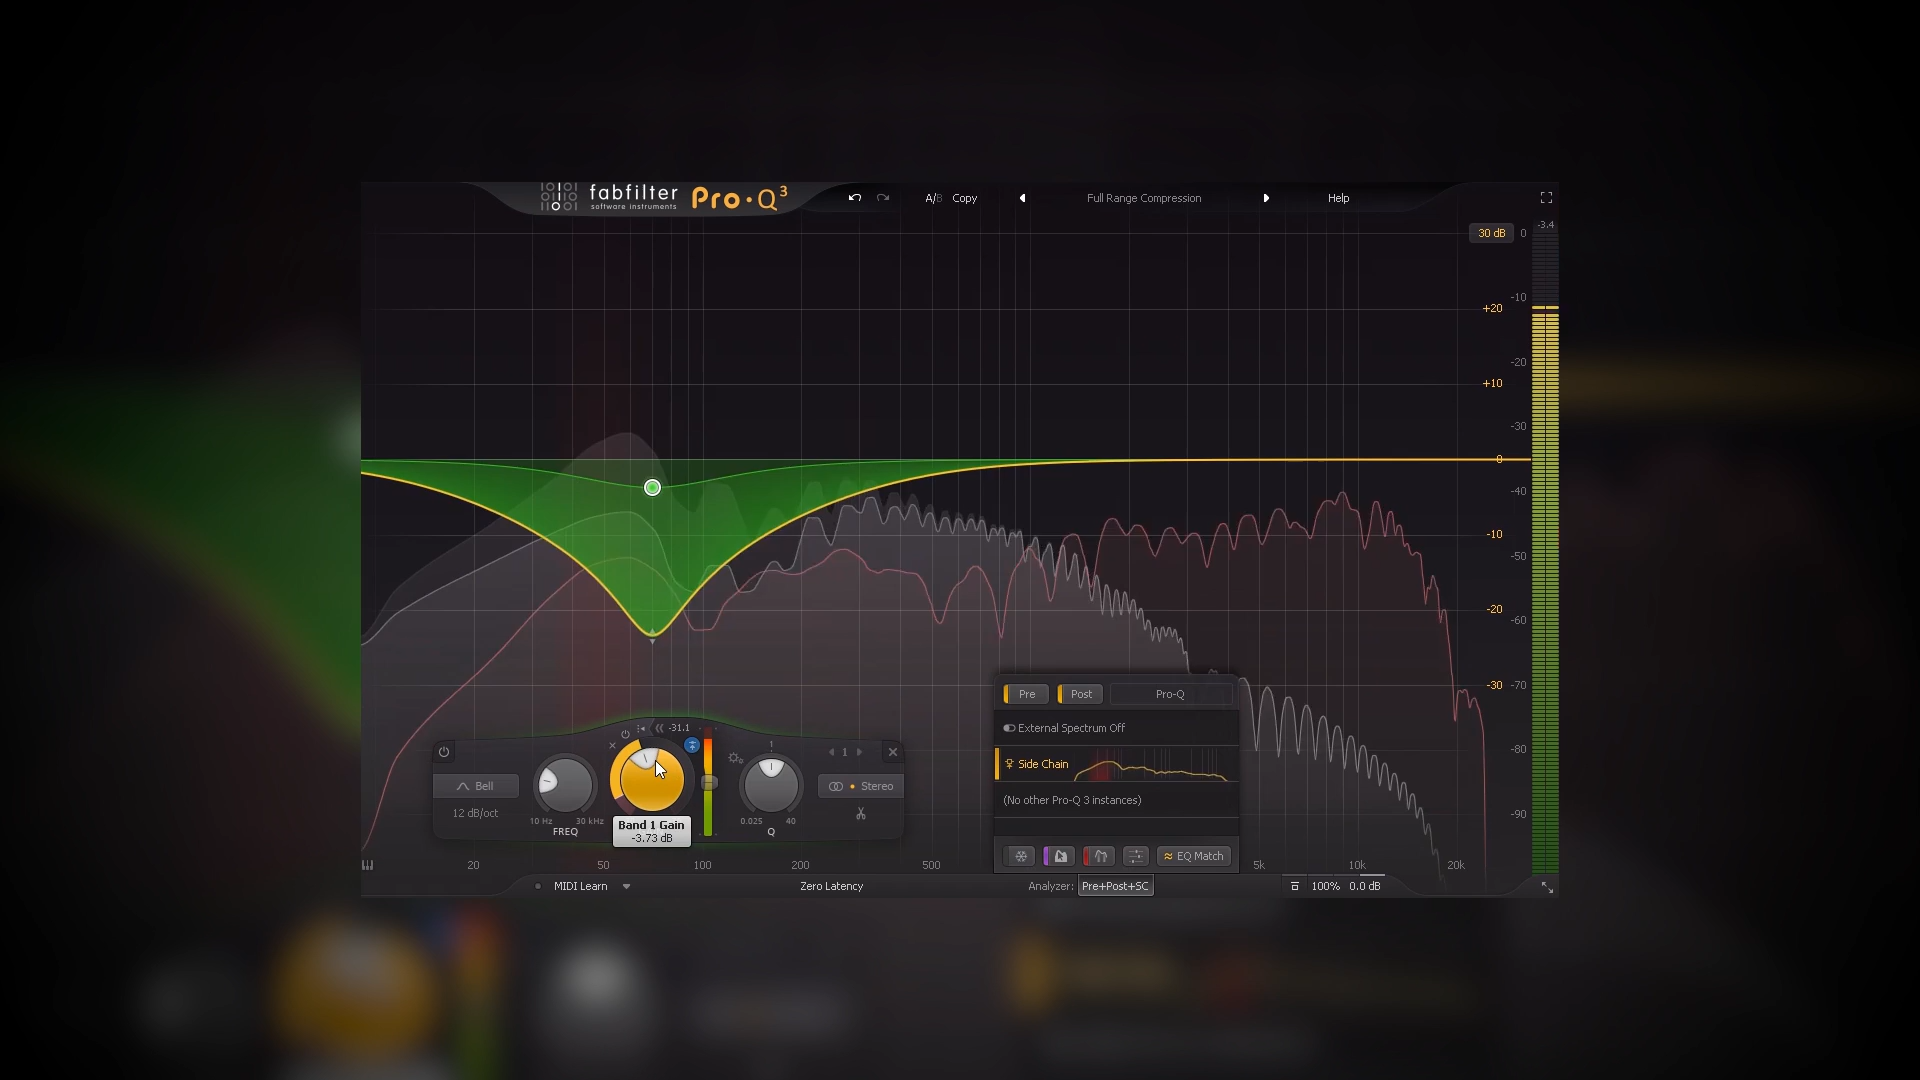 fabfilter Pro·Q3
software instruments
A/B Copy Full Range Compression Help
30 dB 0 -3.4
-10
+20
-20
+10
-30
0
-40
-10
-50
-20
-60
-30 -70
-80
-90
Pre Post Pro-Q
External Spectrum Off
Side Chain
(No other Pro-Q 3 instances)
EQ Match
-31.1
1
1
Bell
12 dB/oct
10 Hz 30 kHz
FREQ
Band 1 Gain
-3.73 dB
0.025 40
Q
Stereo
20 50 100 200 500 5k 10k 20k
MIDI Learn Zero Latency Analyzer: Pre+Post+SC 100% 0.0 dB